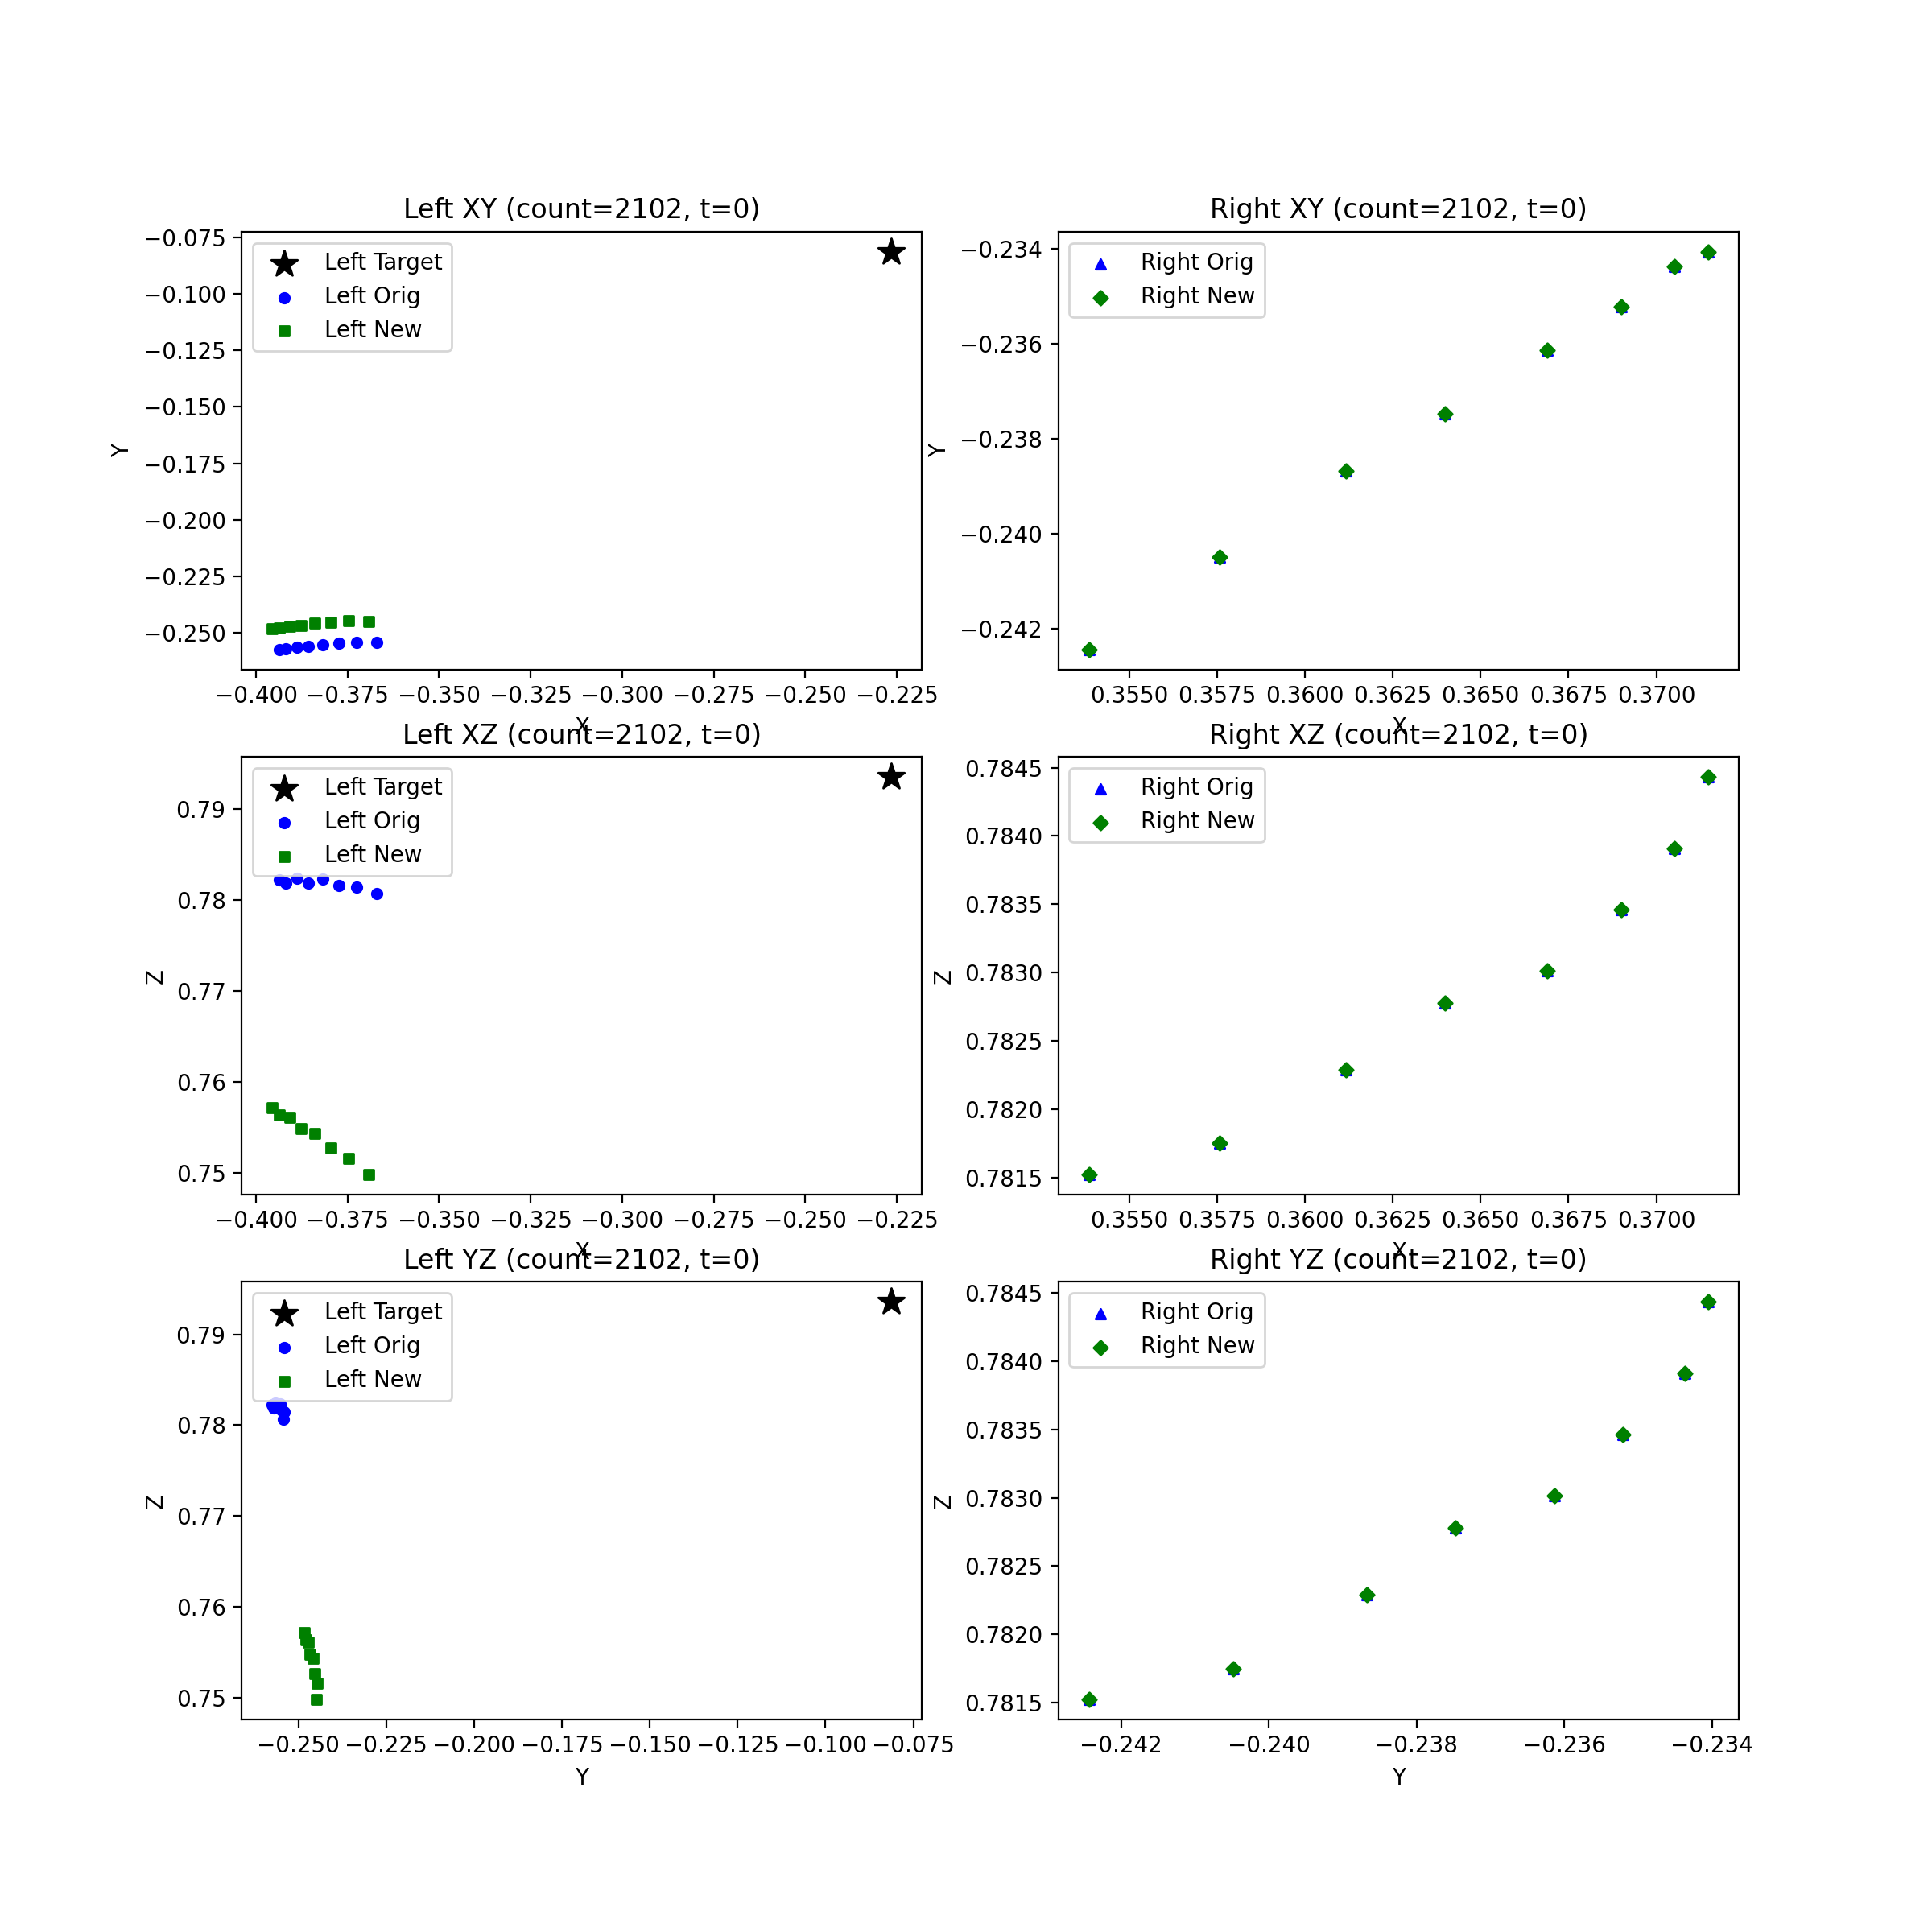 Left XY (count=2102, t=0)
Left Target
Left Orig
Left New
Y
−0.075
−0.100
−0.125
−0.150
−0.175
−0.200
−0.225
−0.250
−0.400 −0.375 −0.350 −0.325 −0.300 −0.275 −0.250 −0.225
X
Right XY (count=2102, t=0)
Right Orig
Right New
Y
−0.234
−0.236
−0.238
−0.240
−0.242
0.3550 0.3575 0.3600 0.3625 0.3650 0.3675 0.3700
X
Left XZ (count=2102, t=0)
Left Target
Left Orig
Left New
Z
0.79
0.78
0.77
0.76
0.75
−0.400 −0.375 −0.350 −0.325 −0.300 −0.275 −0.250 −0.225
X
Right XZ (count=2102, t=0)
Right Orig
Right New
Z
0.7845
0.7840
0.7835
0.7830
0.7825
0.7820
0.7815
0.3550 0.3575 0.3600 0.3625 0.3650 0.3675 0.3700
X
Left YZ (count=2102, t=0)
Left Target
Left Orig
Left New
Z
0.79
0.78
0.77
0.76
0.75
−0.250 −0.225 −0.200 −0.175 −0.150 −0.125 −0.100 −0.075
Y
Right YZ (count=2102, t=0)
Right Orig
Right New
Z
0.7845
0.7840
0.7835
0.7830
0.7825
0.7820
0.7815
−0.242 −0.240 −0.238 −0.236 −0.234
Y